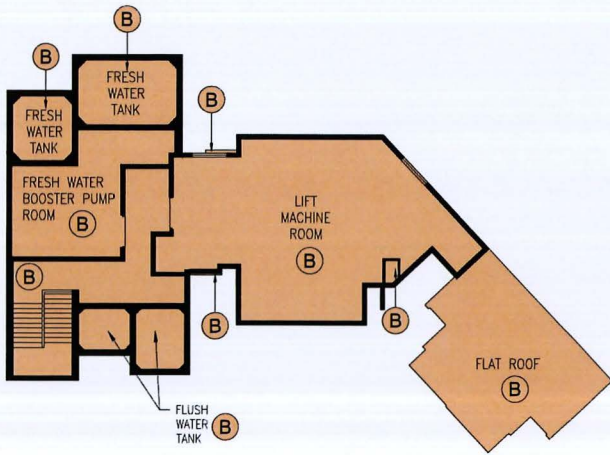 B
B
FRESH
WATER
TANK
FRESH
WATER
TANK
B
FRESH WATER
BOOSTER PUMP
ROOM
B
LIFT
MACHINE
ROOM
B
B
B
B
FLAT ROOF
B
FLUSH
WATER
TANK
B